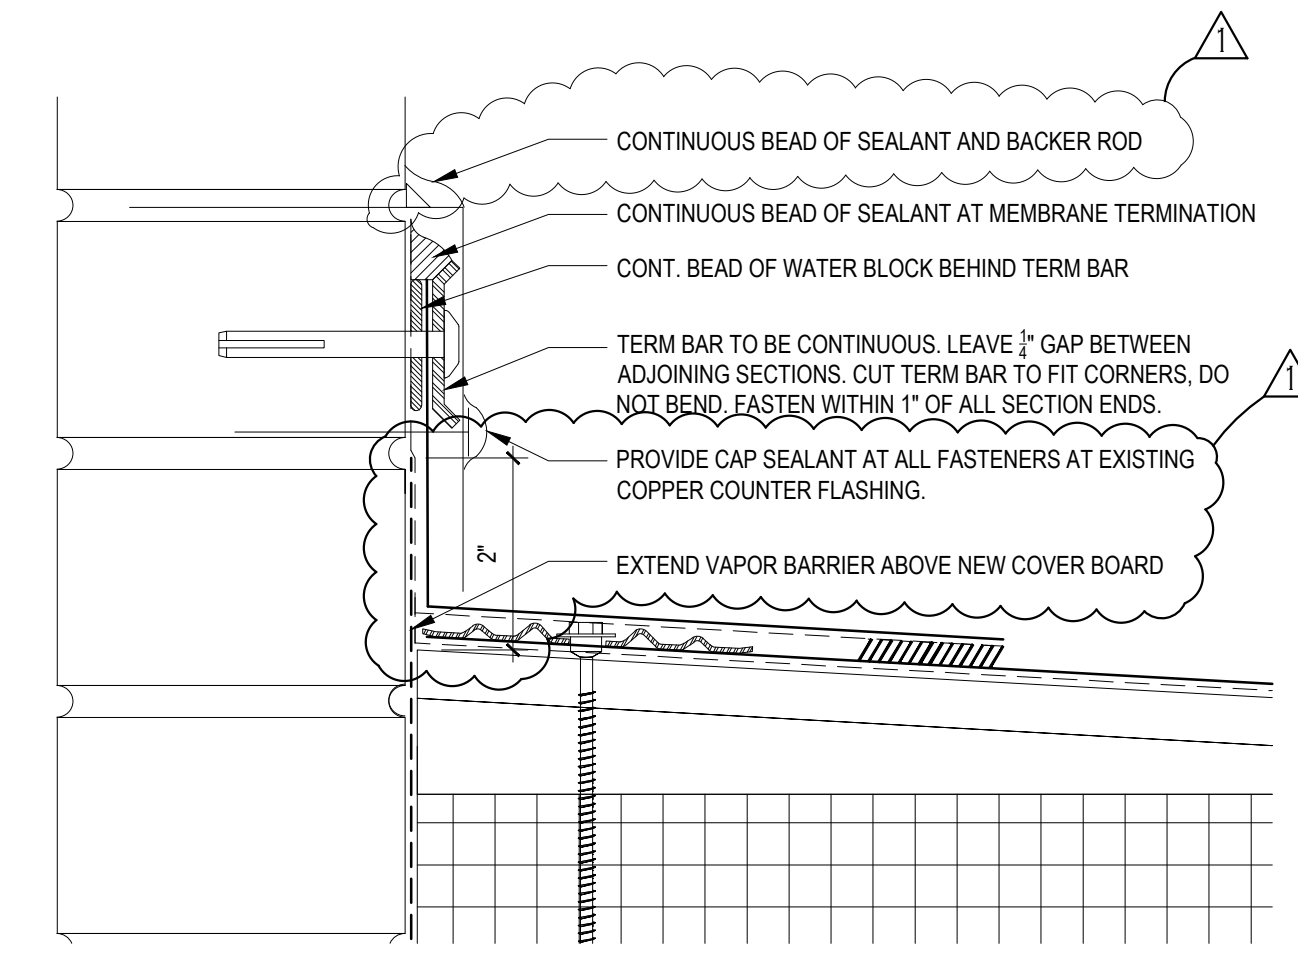 1
CONTINUOUS BEAD OF SEALANT AND BACKER ROD
CONTINUOUS BEAD OF SEALANT AT MEMBRANE TERMINATION
CONT. BEAD OF WATER BLOCK BEHIND TERM BAR
TERM BAR TO BE CONTINUOUS. LEAVE 1/4" GAP BETWEEN
ADJOINING SECTIONS. CUT TERM BAR TO FIT CORNERS, DO
NOT BEND. FASTEN WITHIN 1" OF ALL SECTION ENDS.
1
PROVIDE CAP SEALANT AT ALL FASTENERS AT EXISTING
COPPER COUNTER FLASHING.
2"
EXTEND VAPOR BARRIER ABOVE NEW COVER BOARD